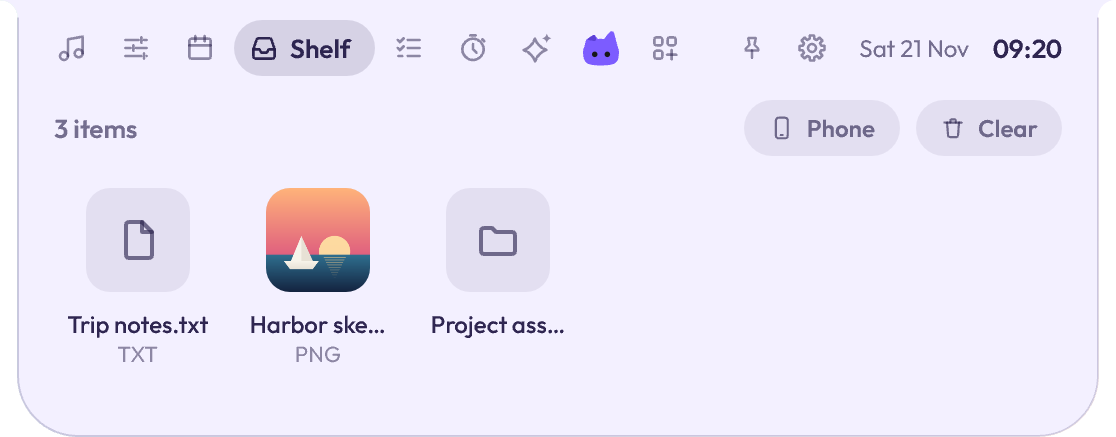 Shelf
Sat 21 Nov 09:20
3 items
Phone
Clear
Trip notes.txt
TXT
Harbor ske...
PNG
Project ass...